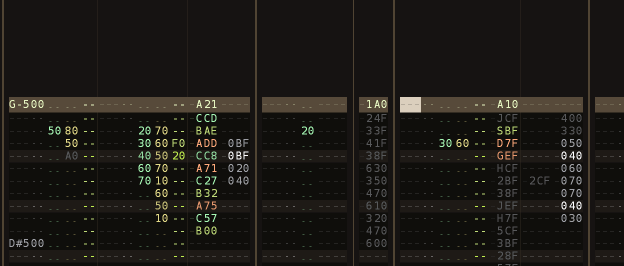 G-500 .. .. -- ----- .. .. -- A21 1A0 A10
CCD 24F JCF 400
50 80 -- 20 70 -- BAE 20 33F SBF 330
50 -- 30 60 F0 ADD 0BF 41F 30 60 -- D7F 050
A0 -- 40 50 20 CC8 0BF 38F GEF 040
60 70 -- A71 020 630 HCF 060
70 10 -- C27 040 350 2BF 2CF 070
60 -- B32 470 3BF 070
50 -- A75 610 JEF 040
10 -- C57 320 H7F 030
B00 470 5CF
D#500 600 3BF
28F